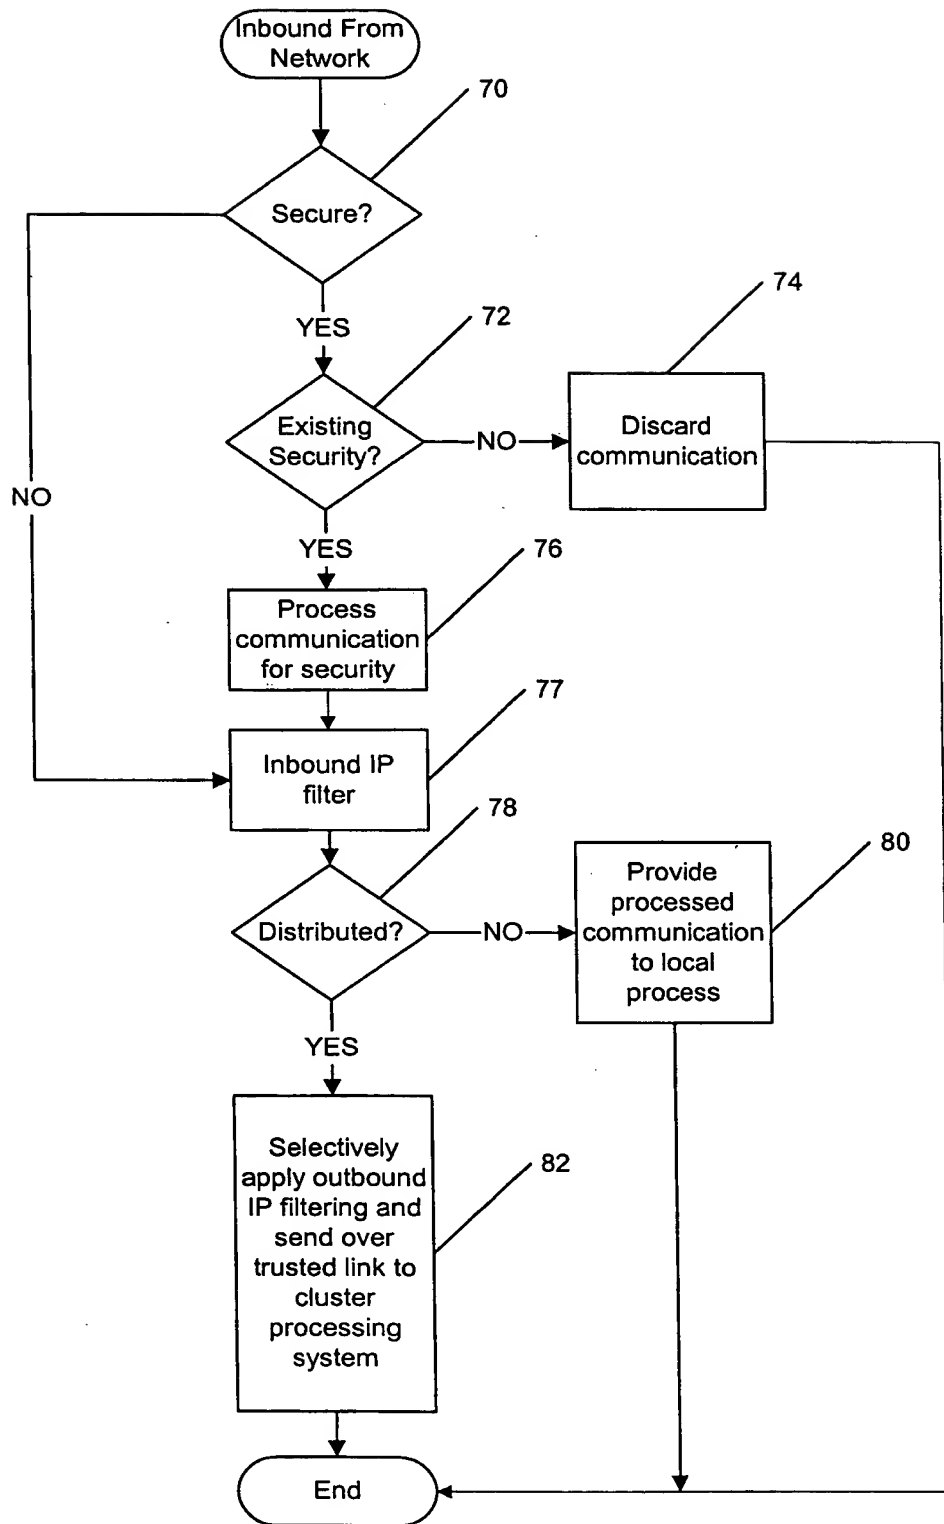 Inbound From
Network
70
Secure?
YES
72
74
Existing
Security?
NO
Discard
communication
NO
YES
76
Process
communication
for security
77
Inbound IP
filter
78
80
Distributed?
NO
Provide
processed
communication
to local
process
YES
82
Selectively
apply outbound
IP filtering and
send over
trusted link to
cluster
processing
system
End